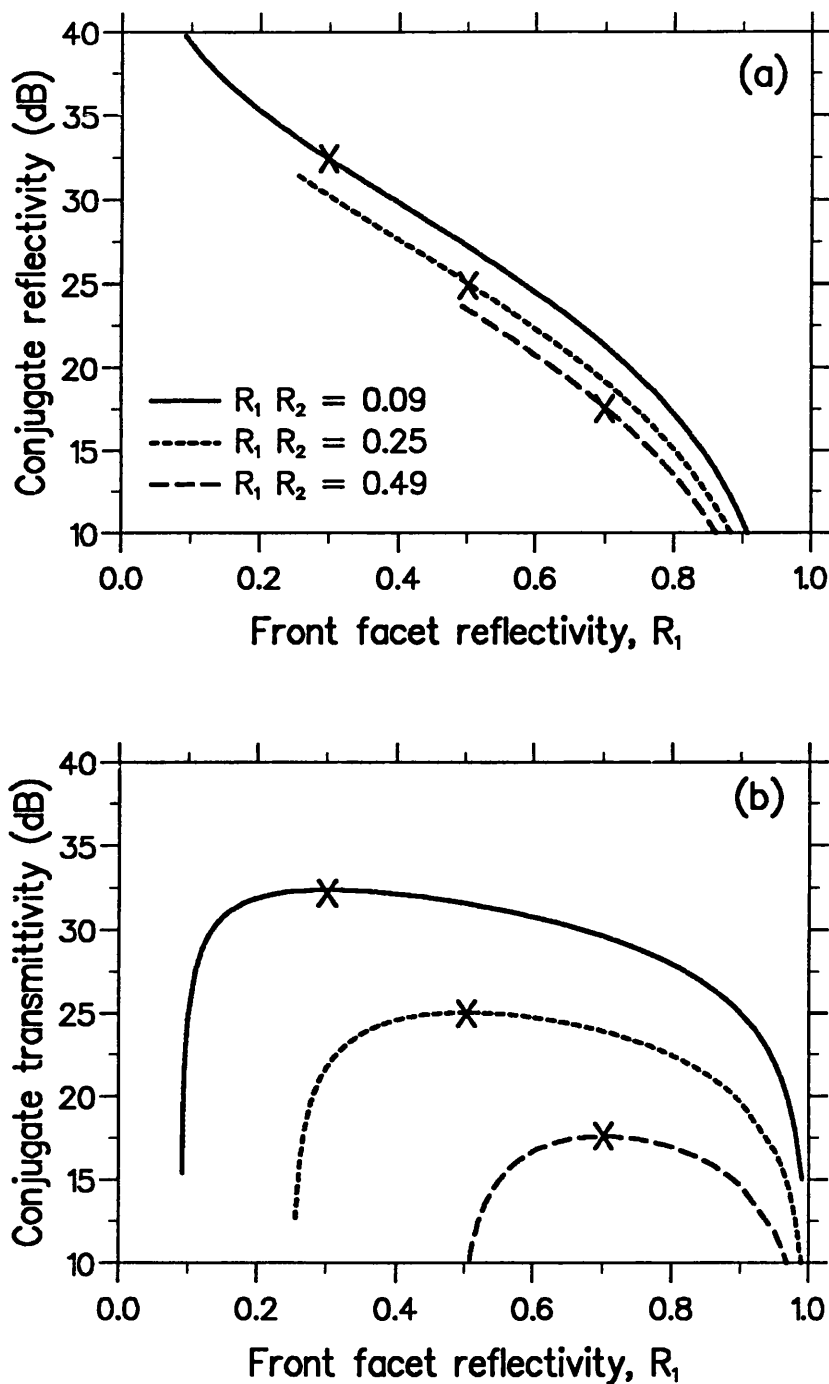 (a)
Conjugate reflectivity (dB)
40
35
30
25
20
15
10
R₁ R₂ = 0.09
R₁ R₂ = 0.25
R₁ R₂ = 0.49
0.0 0.2 0.4 0.6 0.8 1.0
Front facet reflectivity, R₁
(b)
Conjugate transmittivity (dB)
40
35
30
25
20
15
10
0.0 0.2 0.4 0.6 0.8 1.0
Front facet reflectivity, R₁